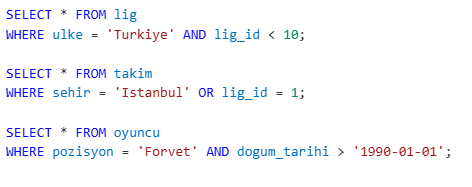 SELECT * FROM lig
WHERE ulke = 'Turkiye' AND lig_id < 10;
SELECT * FROM takim
WHERE sehir = 'Istanbul' OR lig_id = 1;
SELECT * FROM oyuncu
WHERE pozisyon = 'Forvet' AND dogum_tarihi > '1990-01-01';